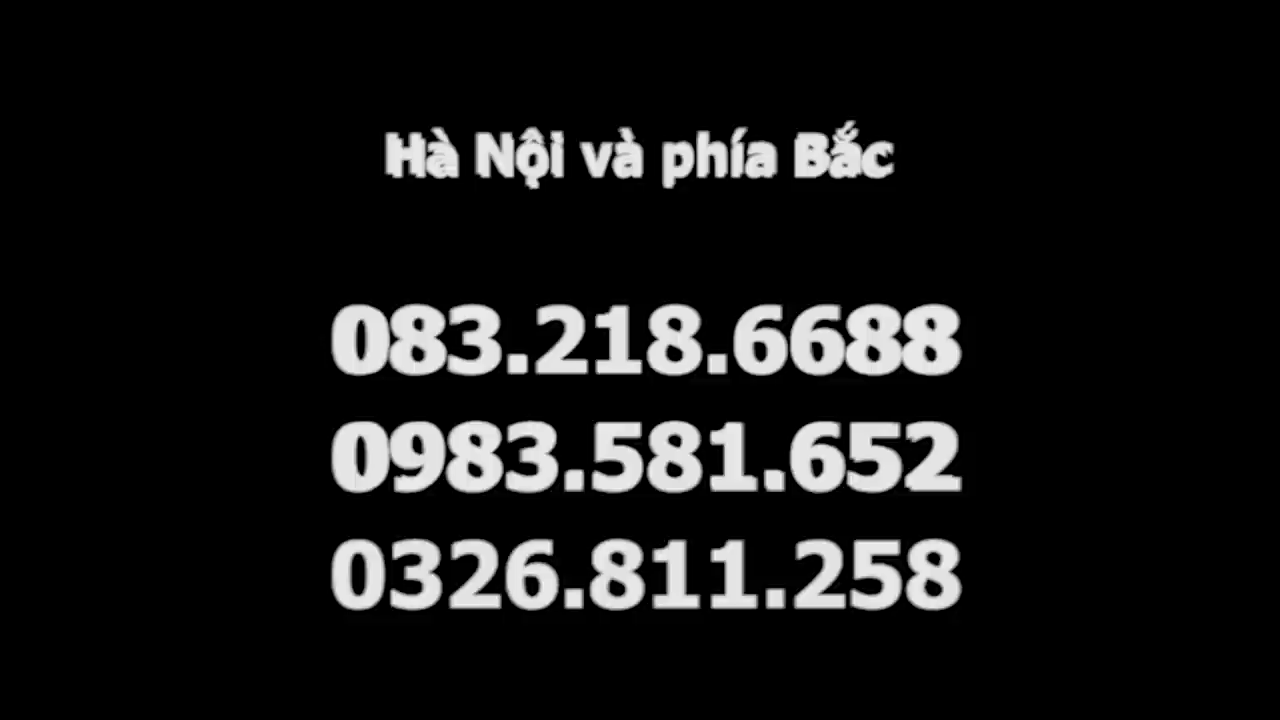 Hà Nội và phía Bắc
083.218.6688
0983.581.652
0326.811.258